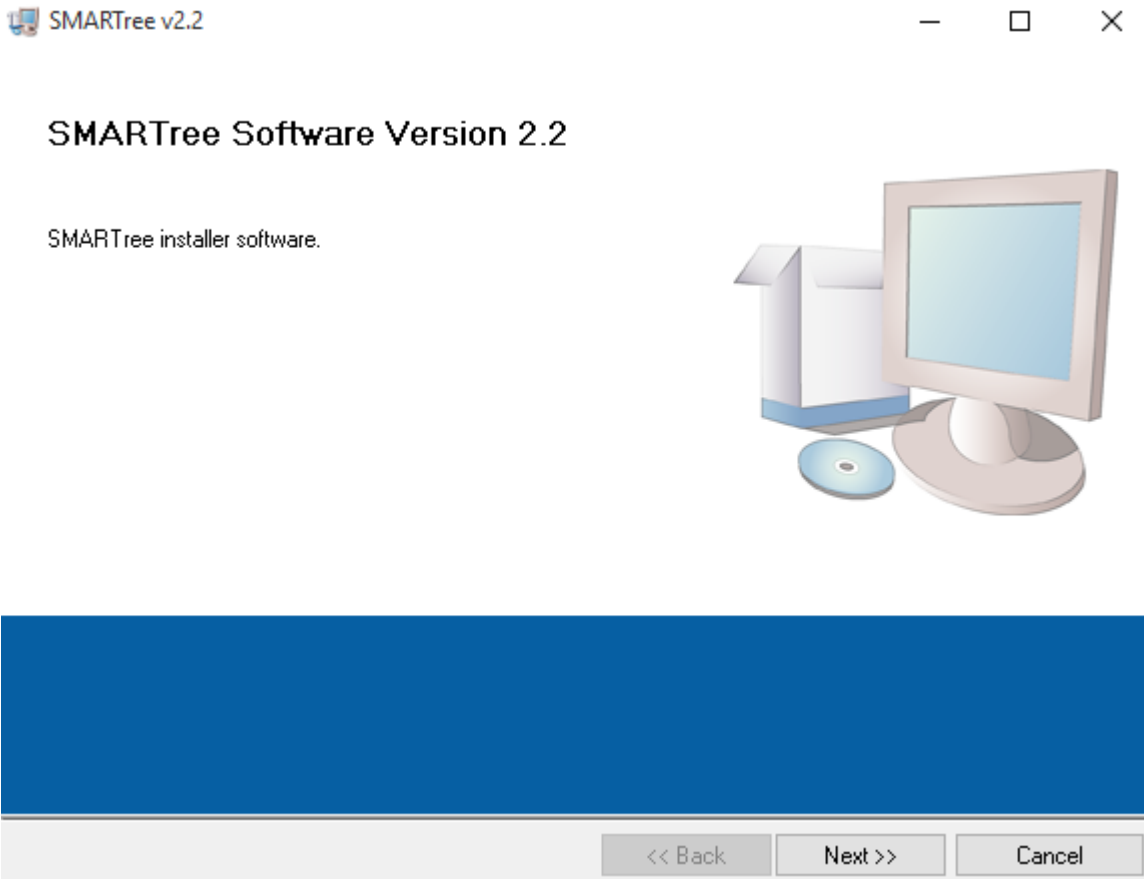 SMARTree v2.2
SMARTree Software Version 2.2
SMARTree installer software.
<< Back
Next >>
Cancel